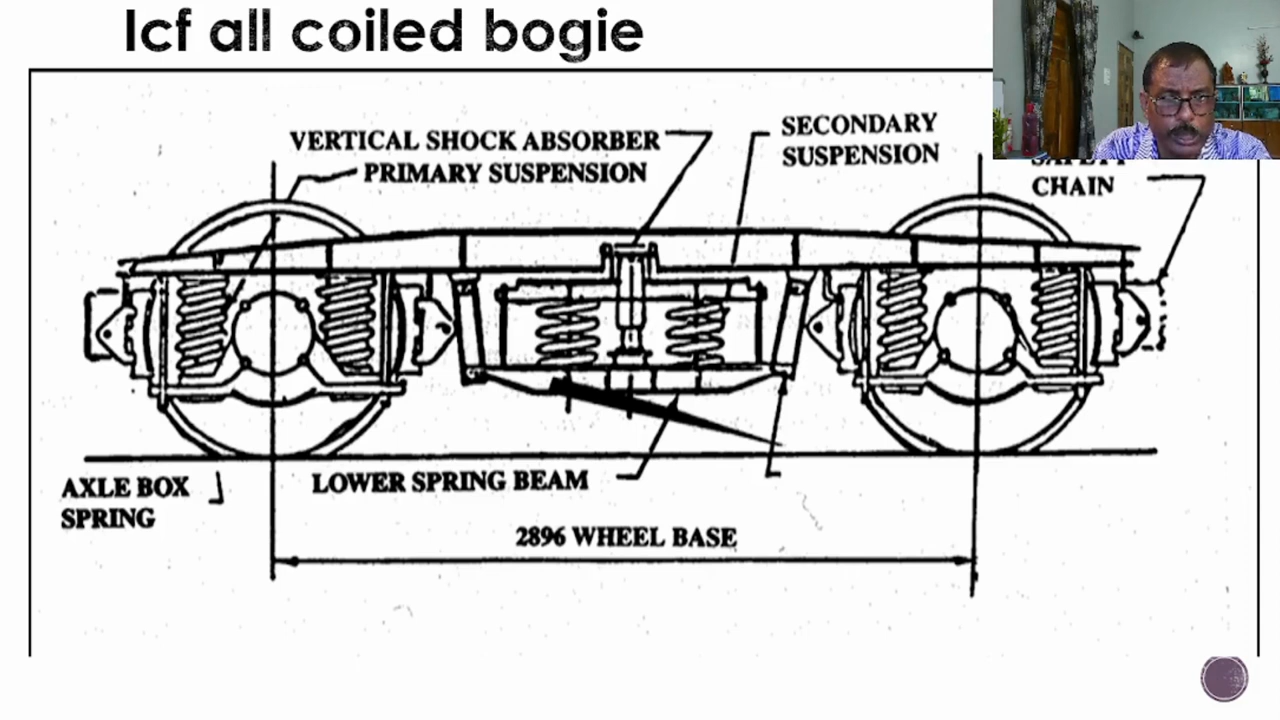 Icf all coiled bogie
VERTICAL SHOCK ABSORBER
PRIMARY SUSPENSION
SECONDARY
SUSPENSION
SAFETY
CHAIN
AXLE BOX
SPRING
LOWER SPRING BEAM
2896 WHEEL BASE